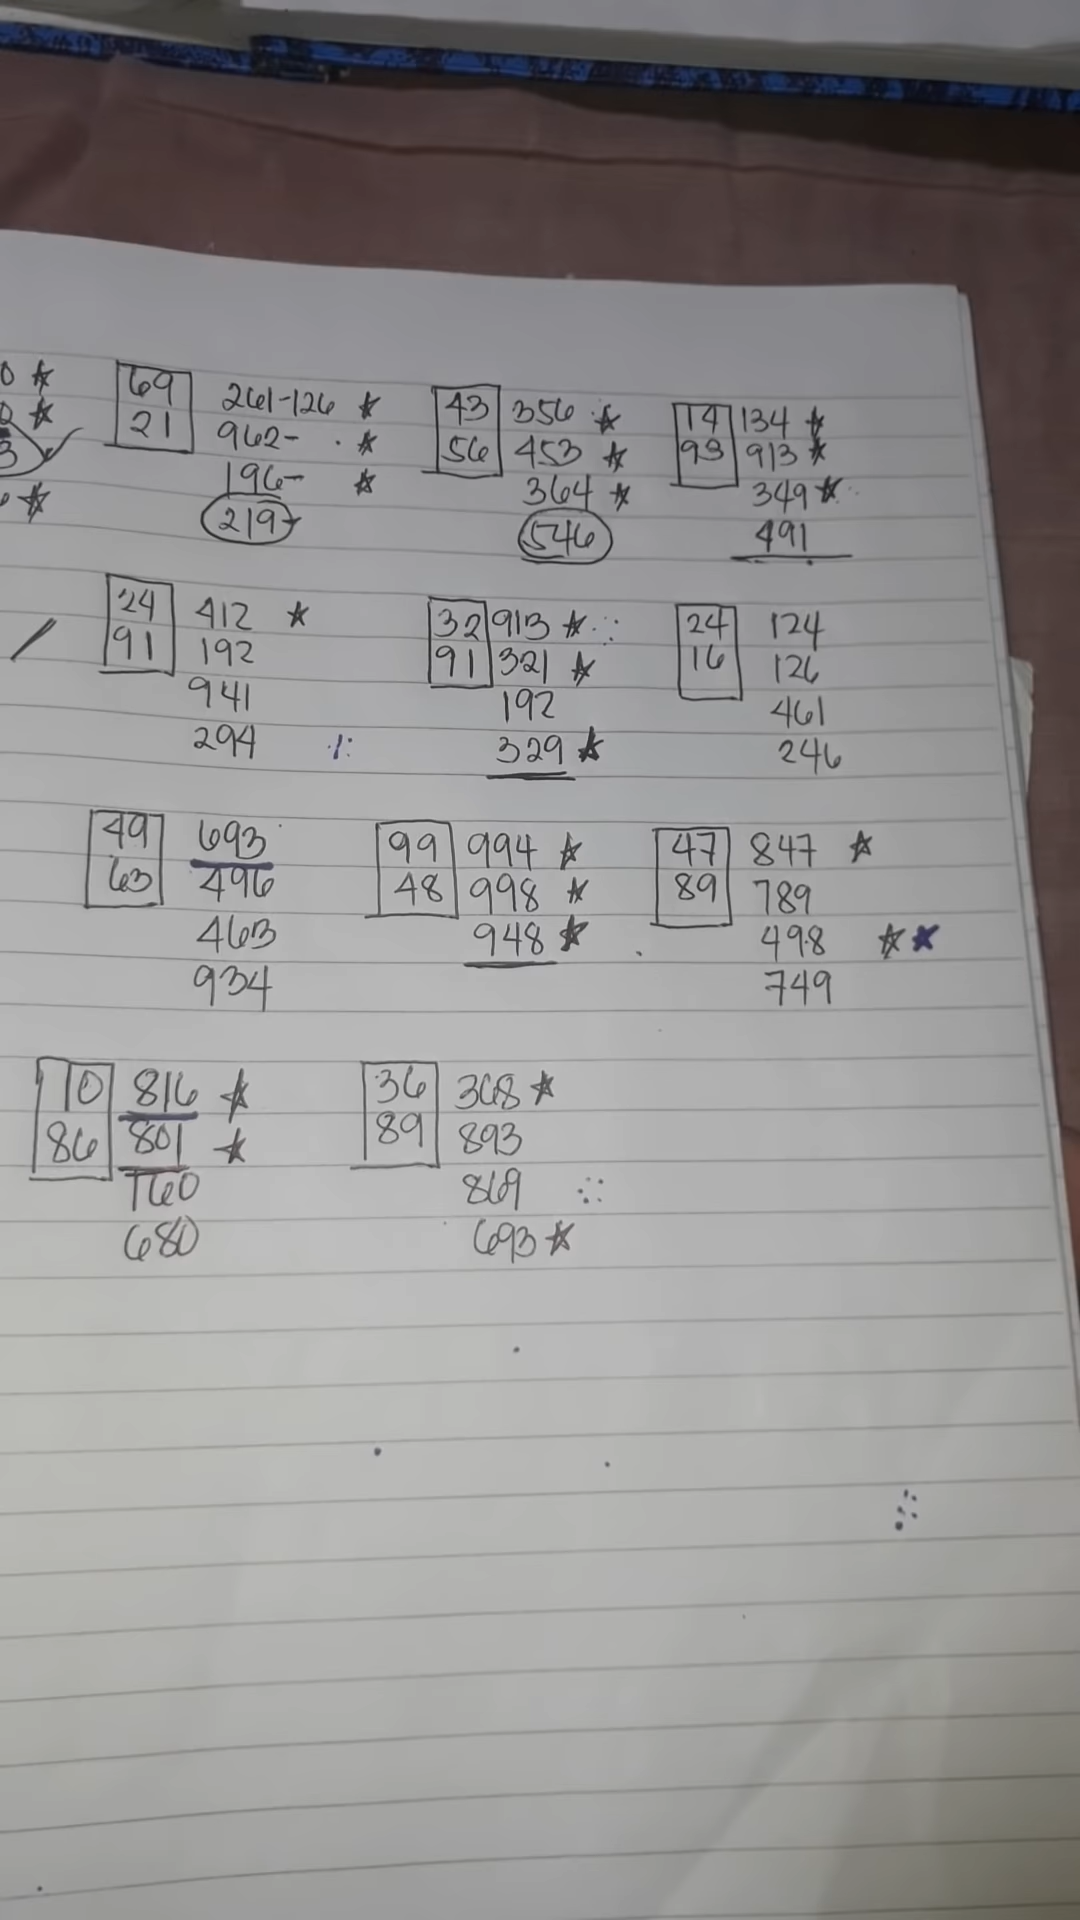 0 ★
69 261-126 ★ 43 356 ★ 14 134 ★
21 962- ★ 56 453 ★ 93 913 ★
3 196- ★ 364 ★ 349 ★
★ 219- 546 491
24 412 ★ 32 913 ★ 24 124
91 192 91 321 ★ 16 126
941 192 461
294 329 ★ 246
49 693 99 994 ★ 47 847 ★
63 496 48 998 ★ 89 789
463 948 ★ 498 ★★
934 749
10 816 ★ 36 368 ★
86 801 ★ 89 893
160 869
680 693 ★